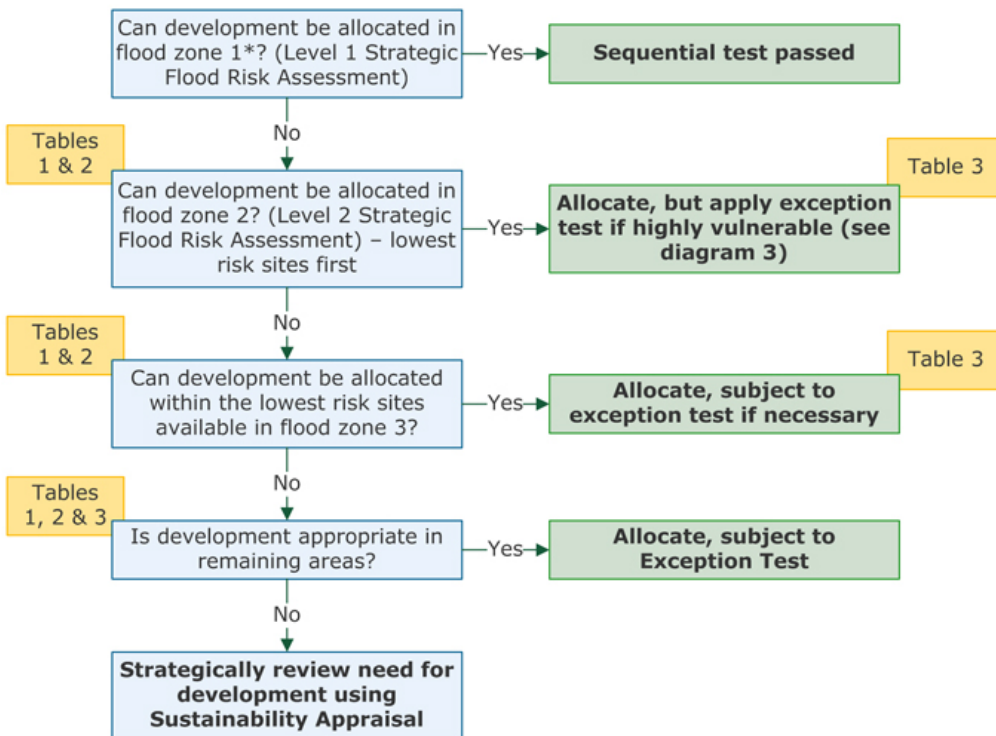 Can development be allocated in
flood zone 1*? (Level 1 Strategic
Flood Risk Assessment)
Yes
Sequential test passed
No
Tables
1 & 2
Table 3
Can development be allocated in
flood zone 2? (Level 2 Strategic
Flood Risk Assessment) – lowest
risk sites first
Yes
Allocate, but apply exception
test if highly vulnerable (see
diagram 3)
No
Tables
1 & 2
Table 3
Can development be allocated
within the lowest risk sites
available in flood zone 3?
Yes
Allocate, subject to
exception test if necessary
No
Tables
1, 2 & 3
Is development appropriate in
remaining areas?
Yes
Allocate, subject to
Exception Test
No
Strategically review need for
development using
Sustainability Appraisal